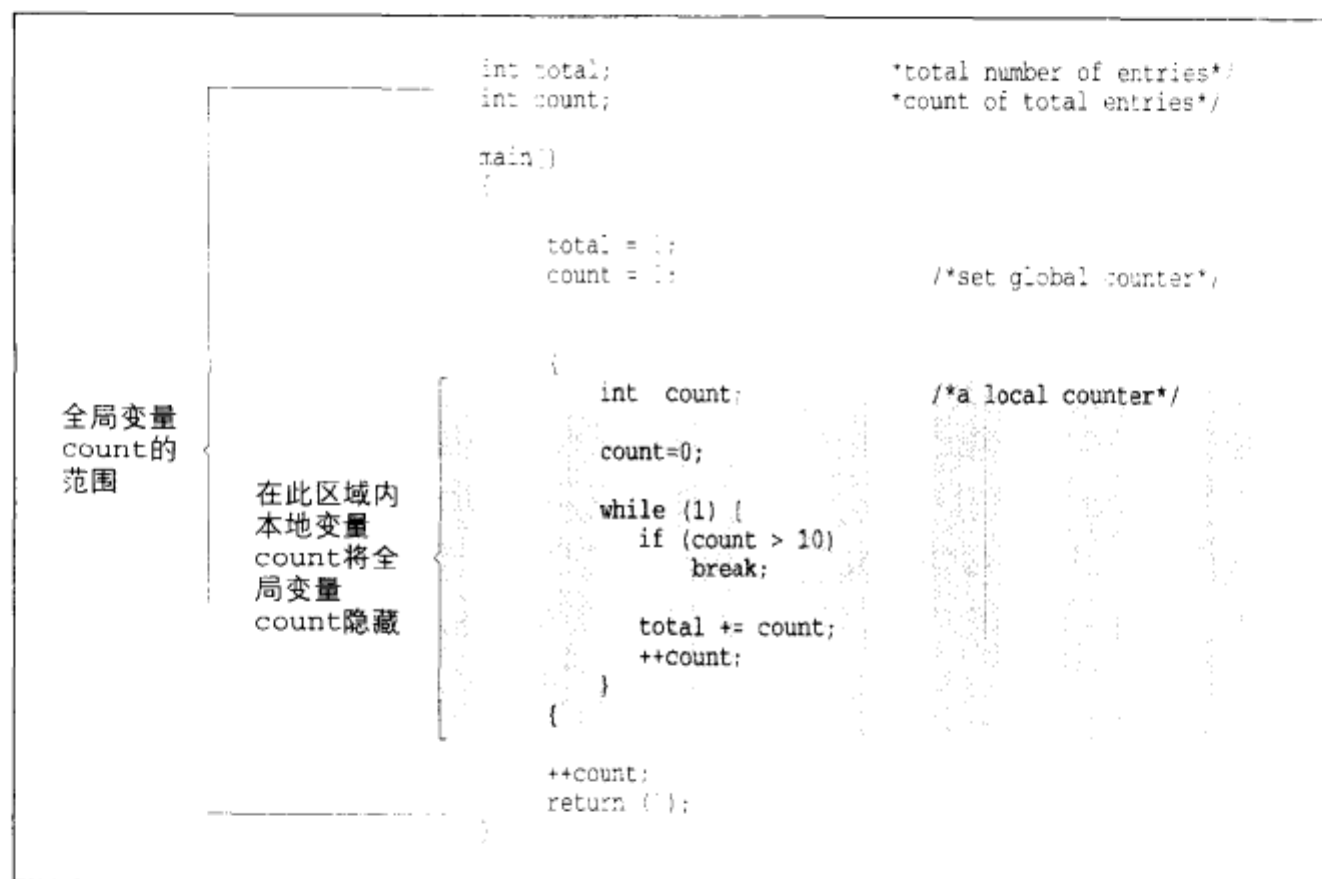 int total; *total number of entries*/
int count; *count of total entries*/
main()
{
total = ;
count = ; /*set global counter*/
{
int count; /*a local counter*/
count=0;
while (1) {
if (count > 10)
break;
total += count;
++count;
}
{
++count;
return ( );
}
全局变量
count的
范围
在此区域内
本地变量
count将全
局变量
count隐藏